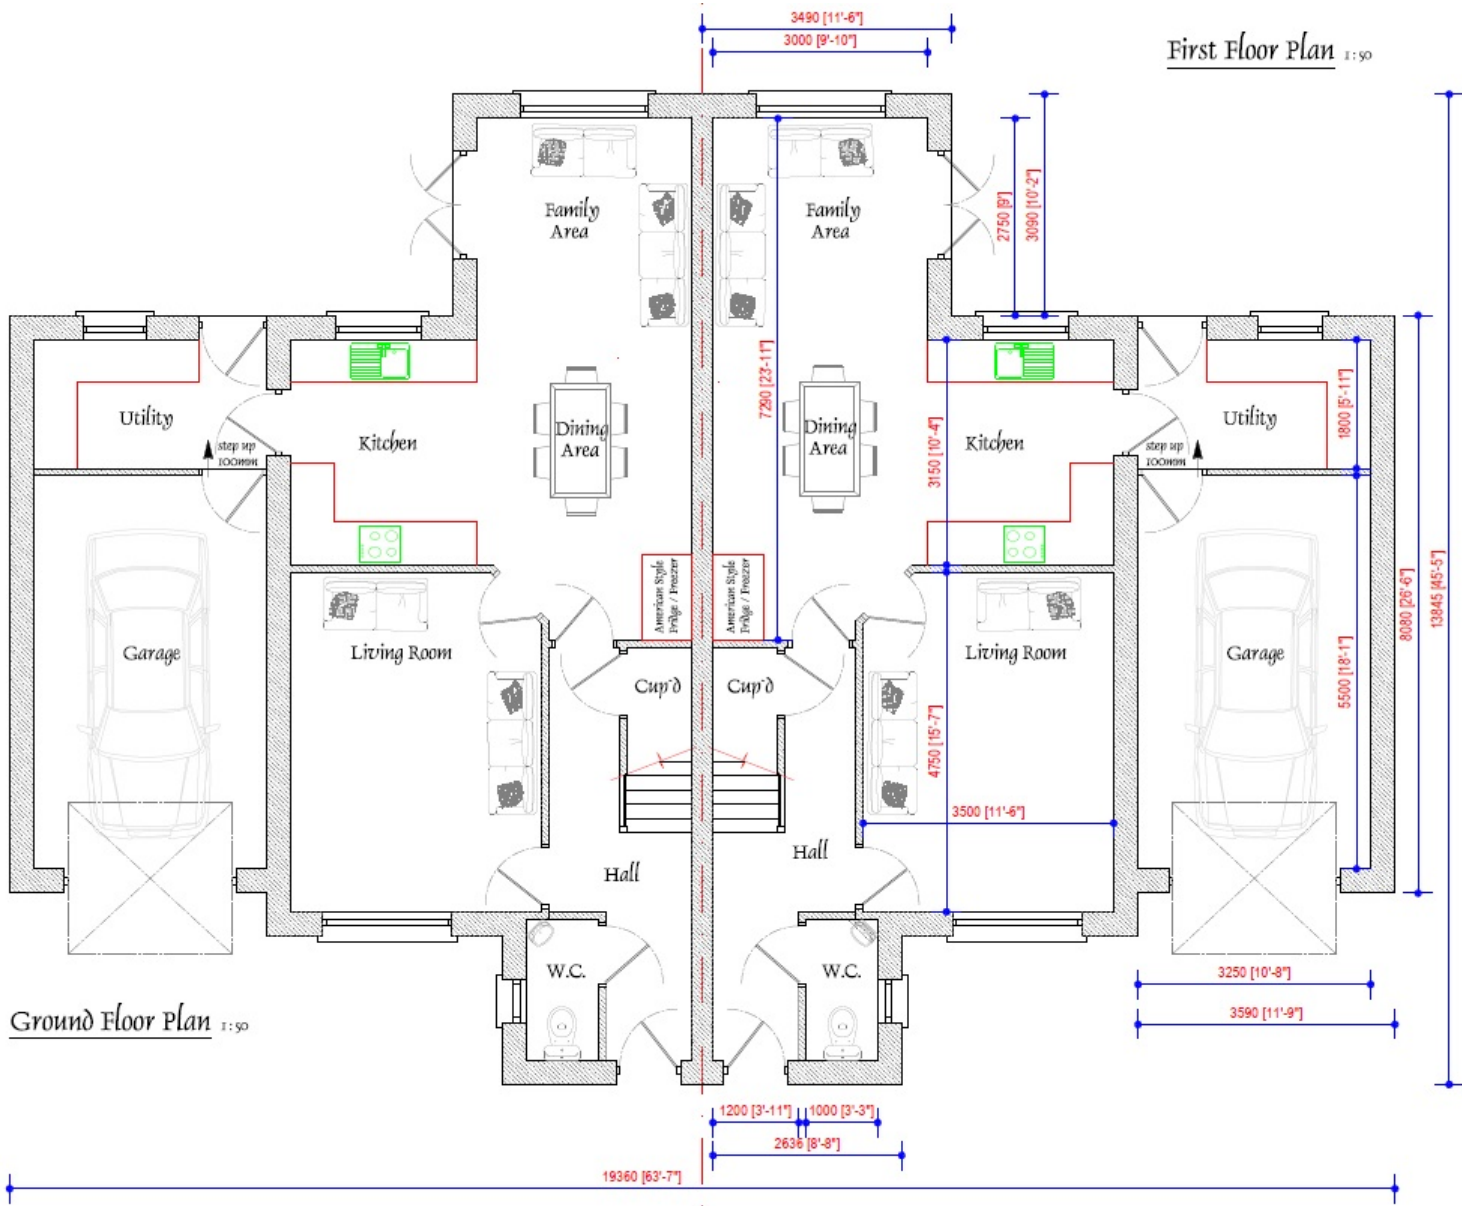 3490 [11'-6"]
3000 [9'-10"]
First Floor Plan 1:50
Family
Area
Family
Area
2750 [9']
3090 [10'-2"]
7290 [23'-11"]
Utility
step up
100mm
Kitchen
Dining
Area
Dining
Area
3150 [10'-4"]
Kitchen
step up
100mm
Utility
1800 [5'-11"]
American Style
Fridge / Freezer
American Style
Fridge / Freezer
8080 [26'-6"]
13845 [45'-5"]
Garage
Living Room
Cup'd
Cup'd
Living Room
Garage
5500 [18'-1"]
4750 [15'-7"]
3500 [11'-6"]
Hall
Hall
W.C.
W.C.
3250 [10'-8"]
3590 [11'-9"]
Ground Floor Plan 1:50
1200 [3'-11"]
1000 [3'-3"]
2636 [8'-8"]
19360 [63'-7"]